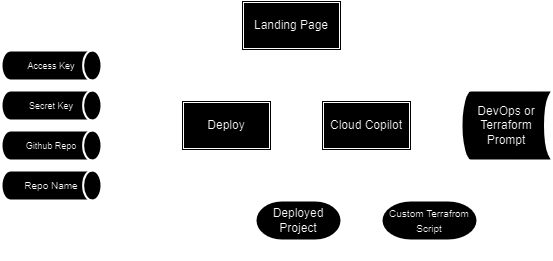 Landing Page
Access Key
Secret Key
Github Repo
Repo Name
Deploy
Cloud Copilot
DevOps or
Terraform
Prompt
Deployed
Project
Custom Terrafrom
Script